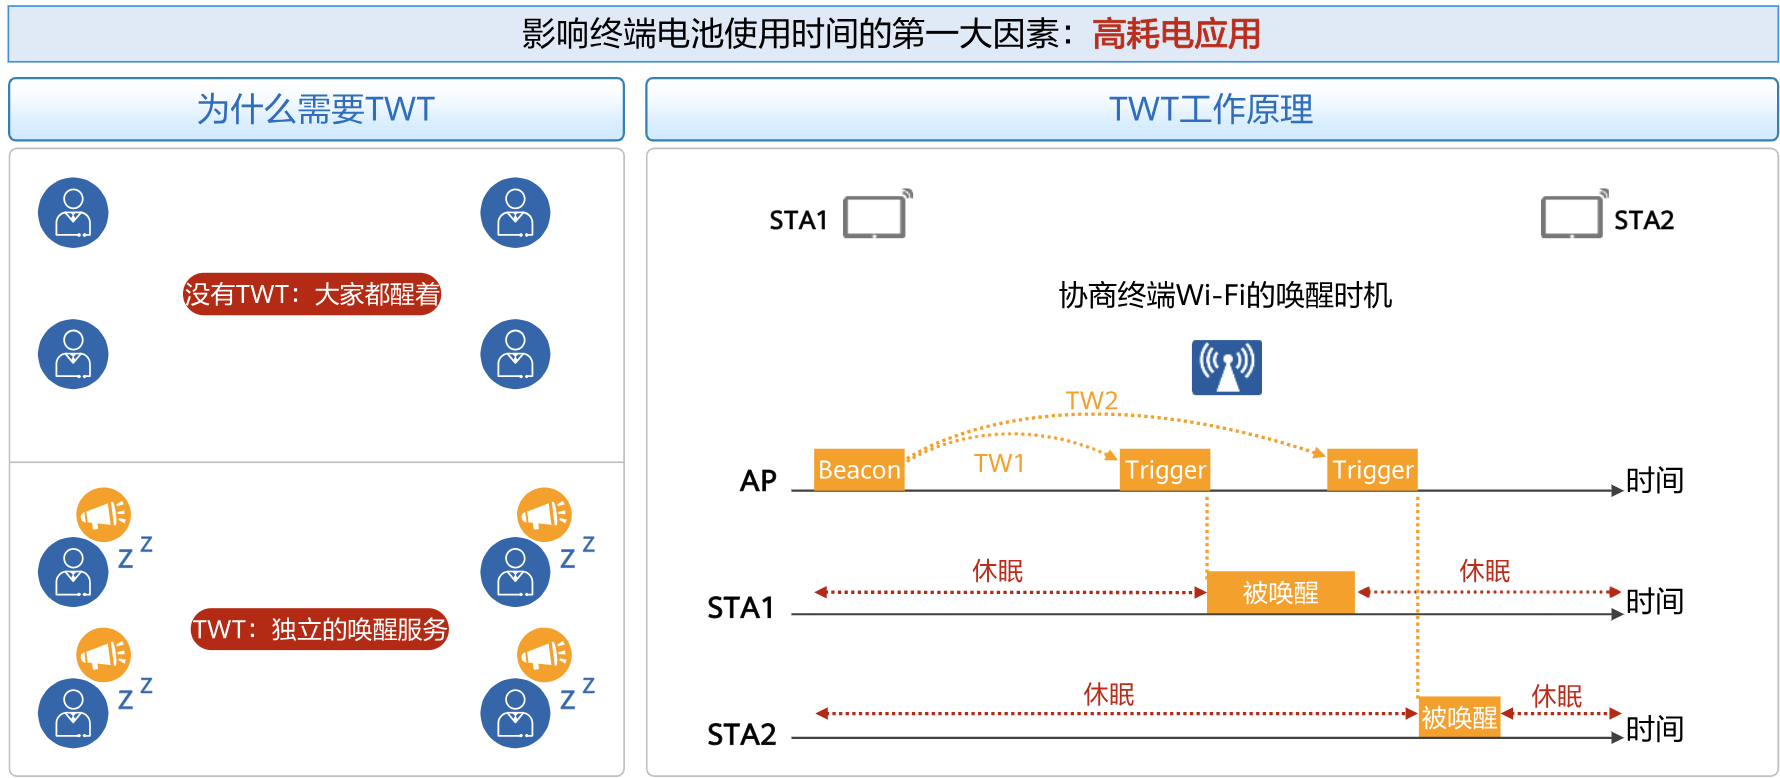 影响终端电池使用时间的第一大因素：高耗电应用
为什么需要TWT
没有TWT：大家都醒着
z z
z z
TWT：独立的唤醒服务
z z
z z
TWT工作原理
STA1
STA2
协商终端Wi-Fi的唤醒时机
TW2
TW1
AP
Beacon
Trigger
Trigger
时间
STA1
休眠
被唤醒
休眠
时间
STA2
休眠
被唤醒
休眠
时间